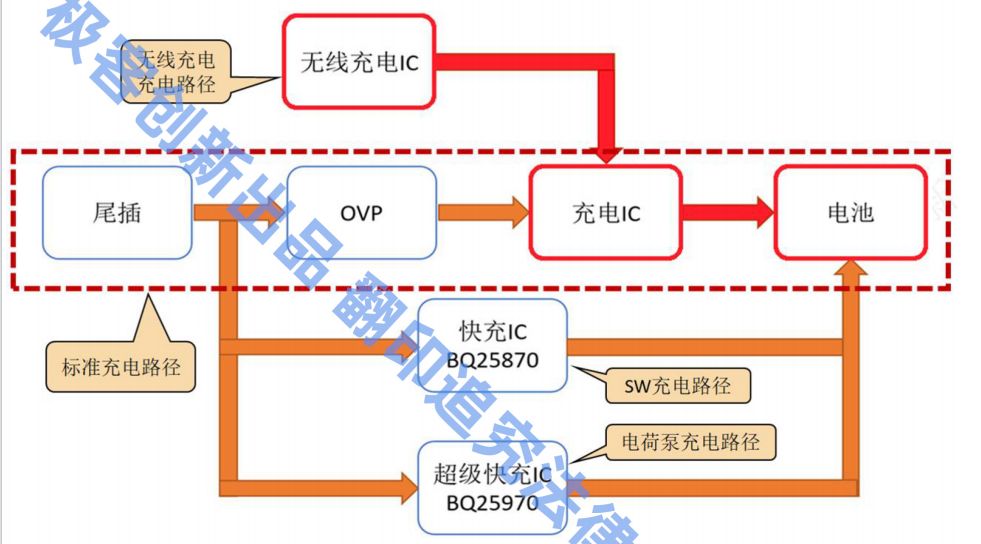 无线充电
充电路径
无线充电IC
尾插
OVP
充电IC
电池
标准充电路径
快充IC
BQ25870
SW充电路径
电荷泵充电路径
超级快充IC
BQ25970
极客创新出品 翻印追究法律